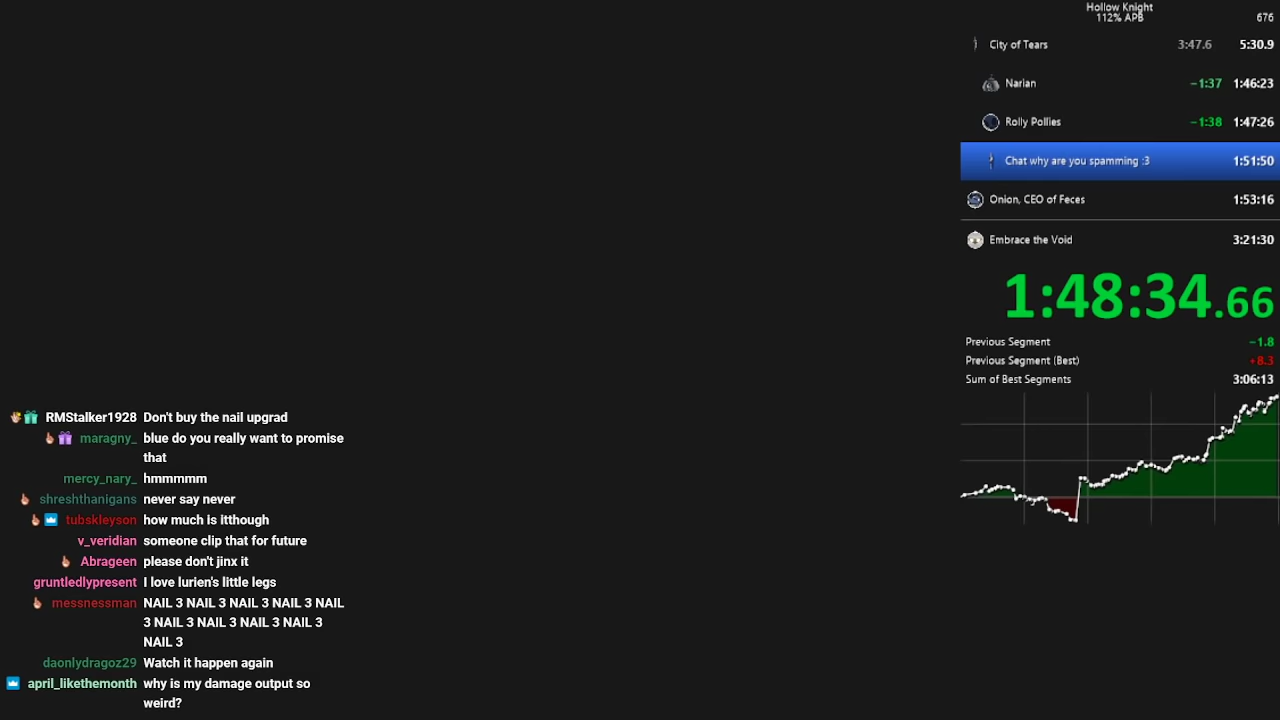 Hollow Knight
112% APB
676
City of Tears 3:47.6 5:30.9
Narian −1:37 1:46:23
Rolly Pollies −1:38 1:47:26
Chat why are you spamming :3 1:51:50
Onion, CEO of Feces 1:53:16
Embrace the Void 3:21:30
1:48:34.66
Previous Segment −1.8
Previous Segment (Best) +8.3
Sum of Best Segments 3:06:13
RMStalker1928 Don't buy the nail upgrad
maragny_ blue do you really want to promise
that
mercy_nary_ hmmmmm
shreshthanigans never say never
tubskleyson how much is itthough
v_veridian someone clip that for future
Abrageen please don't jinx it
gruntledlypresent I love lurien's little legs
messnessman NAIL 3 NAIL 3 NAIL 3 NAIL 3 NAIL
3 NAIL 3 NAIL 3 NAIL 3 NAIL 3
NAIL 3
daonlydragoz29 Watch it happen again
april_likethemonth why is my damage output so
weird?